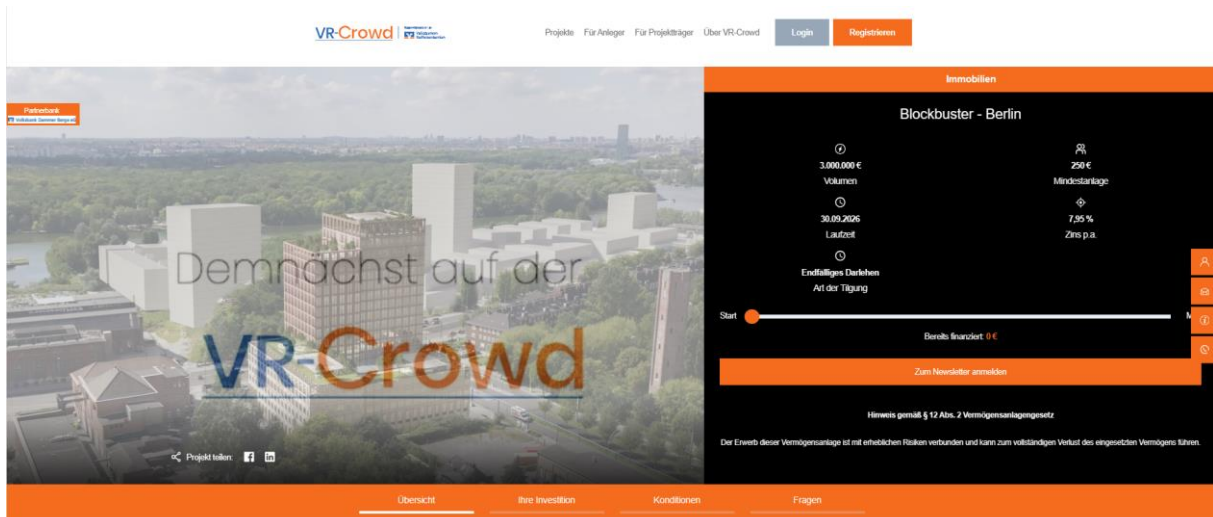 VR-Crowd
Projekte Für Anleger Für Projektträger Über VR-Crowd Login Registrieren
Partnerbank
Immobilien
Blockbuster - Berlin
3.000.000 € 250 €
Volumen Mindestanlage
30.09.2026 7,95 %
Laufzeit Zins p.a.
Endfälliges Darlehen
Art der Tilgung
Start
Bereits finanziert: 0 €
Zum Newsletter anmelden
Hinweis gemäß § 12 Abs. 2 Vermögensanlagengesetz
Der Erwerb dieser Vermögensanlage ist mit erheblichen Risiken verbunden und kann zum vollständigen Verlust des eingesetzten Vermögens führen.
Demnächst auf der
VR-Crowd
Projekt teilen:
Übersicht Ihre Investition Konditionen Fragen